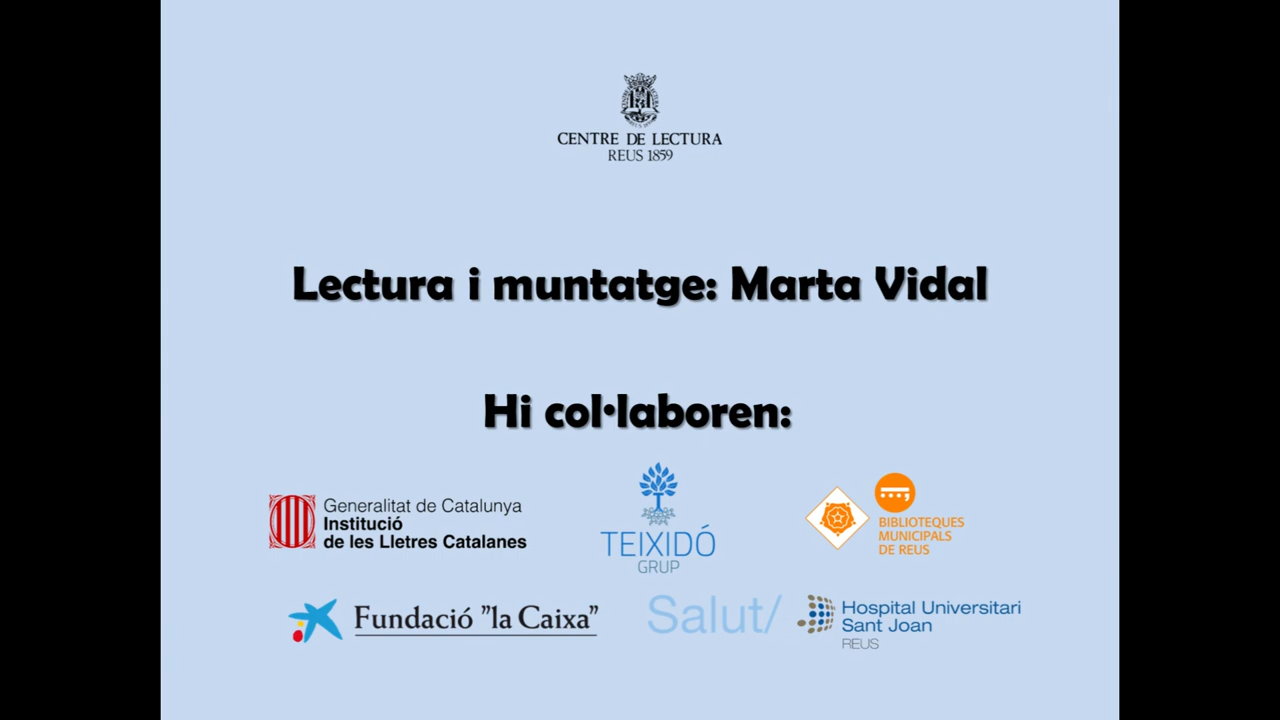 CENTRE DE LECTURA
REUS 1859
Lectura i muntatge: Marta Vidal
Hi col·laboren:
Generalitat de Catalunya
Institució
de les Lletres Catalanes
TEIXIDÓ
GRUP
BIBLIOTEQUES
MUNICIPALS
DE REUS
Fundació "la Caixa"
Salut/
Hospital Universitari
Sant Joan
REUS